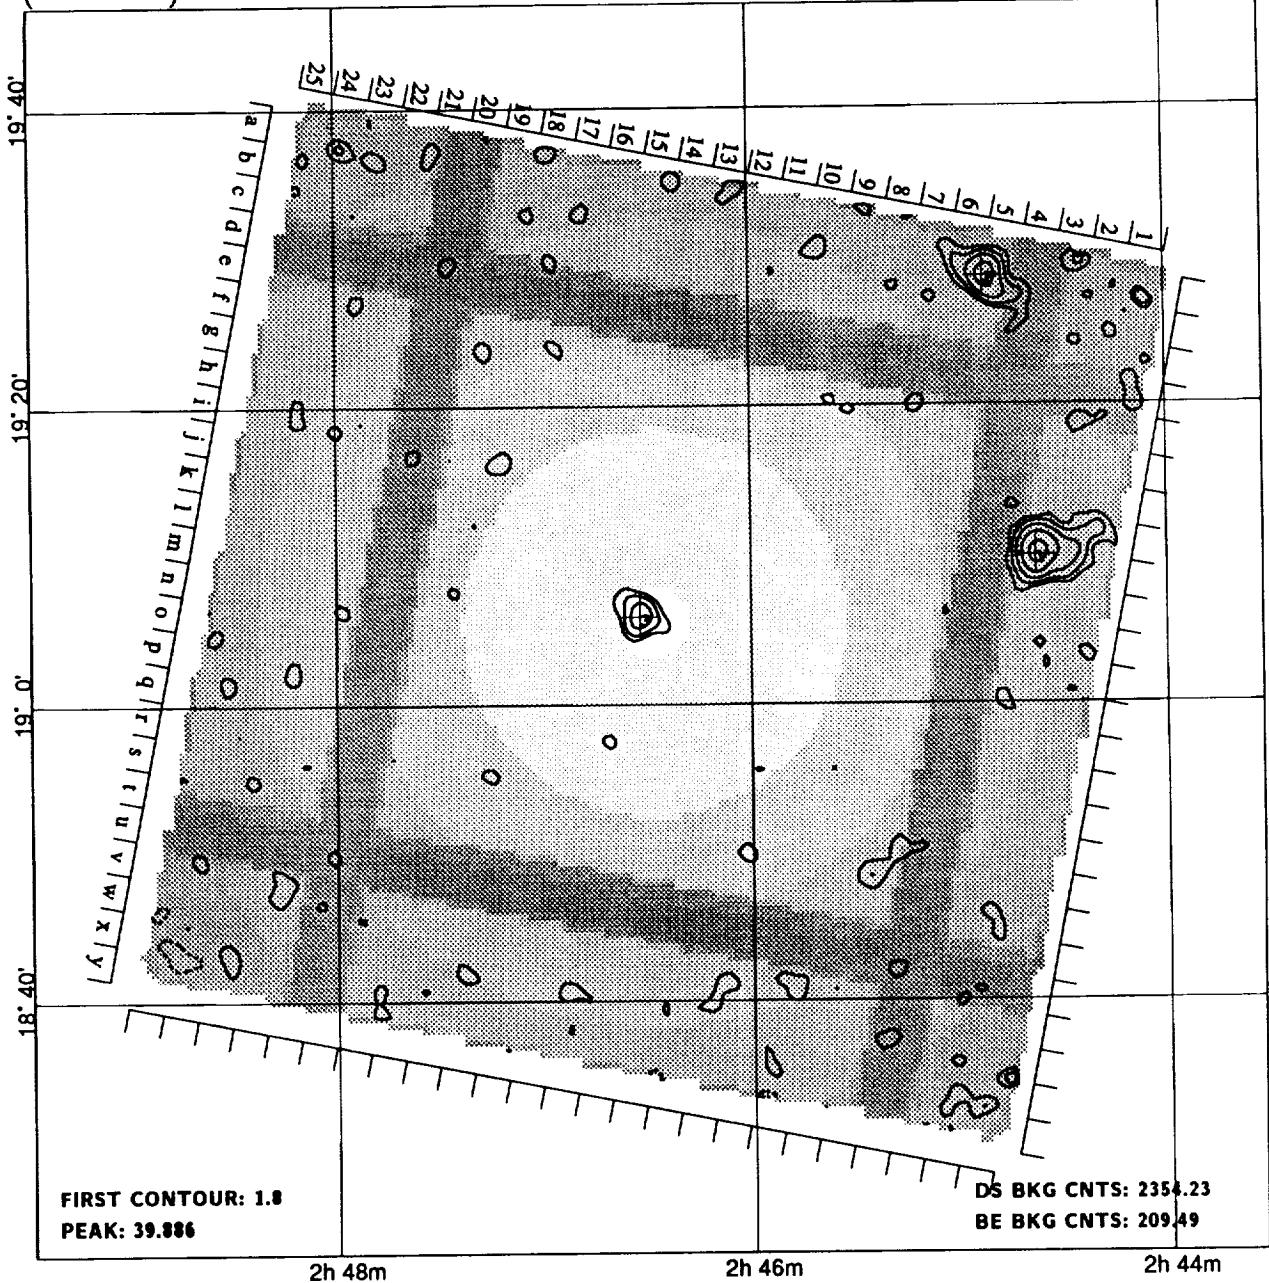 25 24 23 22 21 20 19 18 17 16 15 14 13 12 11 10 9 8 7 6 5 4 3 2 1
19° 40'
a b c d e f g h i j k l m n o p q r s t u v w x y
19° 20'
19° 0'
18° 40'
FIRST CONTOUR: 1.8
PEAK: 39.886
DS BKG CNTS: 2354.23
BE BKG CNTS: 209.49
2h 48m 2h 46m 2h 44m